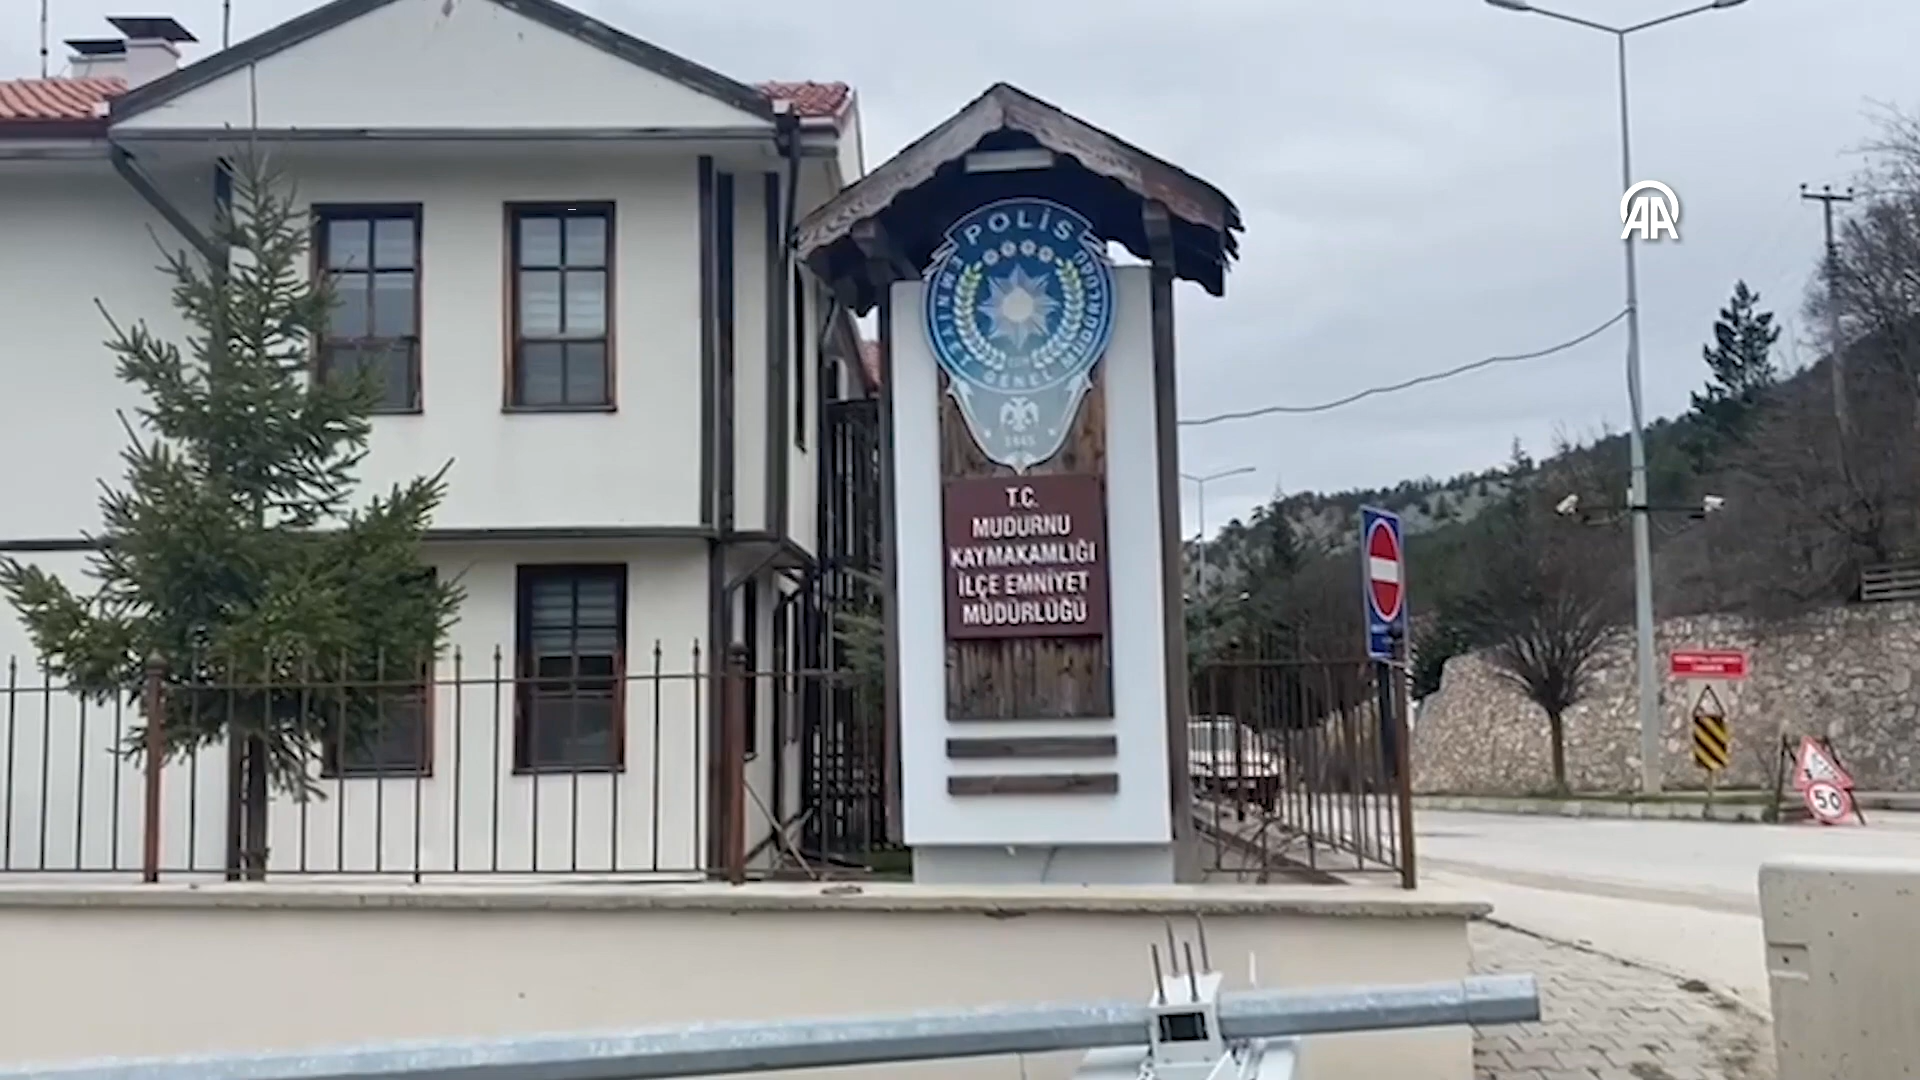 POLİS
EMNİYET GENEL MÜDÜRLÜĞÜ
1845
T.C.
MUDURNU
KAYMAKAMLIĞI
İLÇE EMNİYET
MÜDÜRLÜĞÜ
AA
50